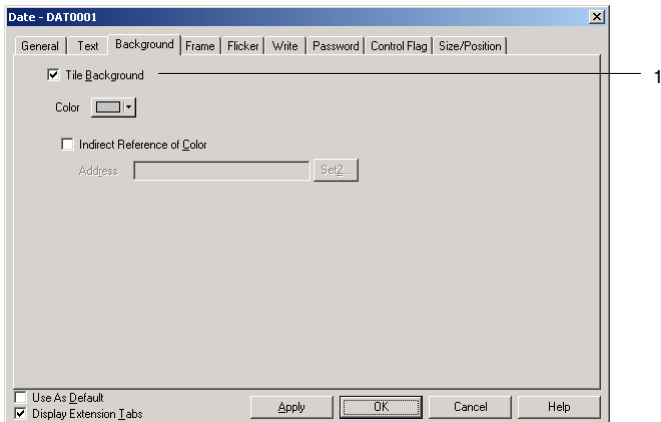 Date - DAT0001
General Text Background Frame Flicker Write Password Control Flag Size/Position
Tile Background 1
Color
Indirect Reference of Color
Address Set2...
Use As Default
Display Extension Tabs
Apply OK Cancel Help